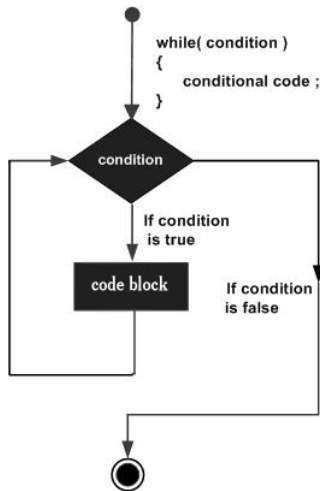 while( condition )
{
conditional code ;
}
condition
If condition
is true
code block
If condition
is false